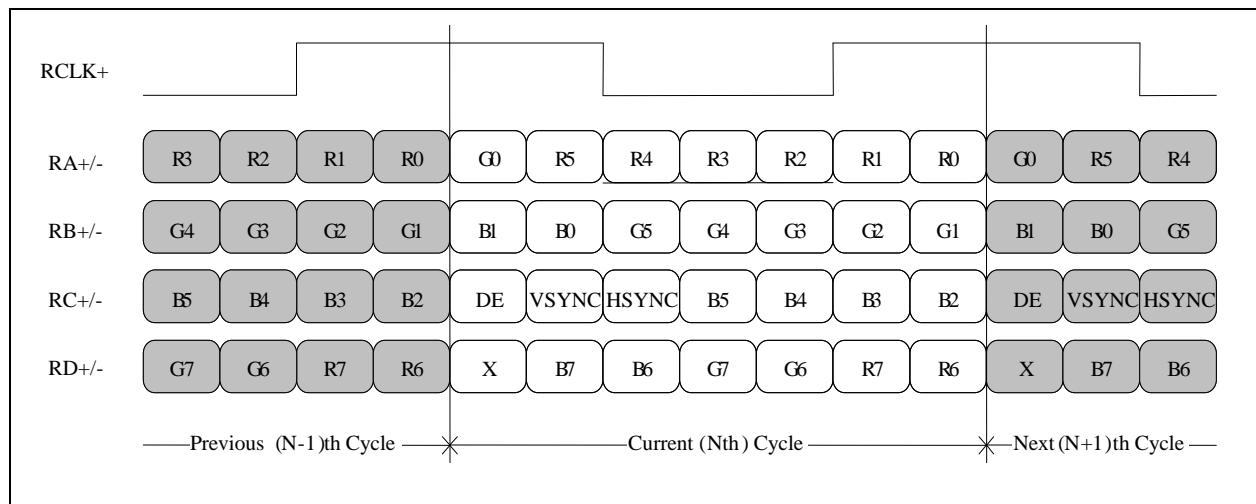 RCLK+
RA+/- R3 R2 R1 R0 G0 R5 R4 R3 R2 R1 R0 G0 R5 R4
RB+/- G4 G3 G2 G1 B1 B0 G5 G4 G3 G2 G1 B1 B0 G5
RC+/- B5 B4 B3 B2 DE VSYNC HSYNC B5 B4 B3 B2 DE VSYNC HSYNC
RD+/- G7 G6 R7 R6 X B7 B6 G7 G6 R7 R6 X B7 B6
Previous (N-1)th Cycle Current (Nth) Cycle Next (N+1)th Cycle